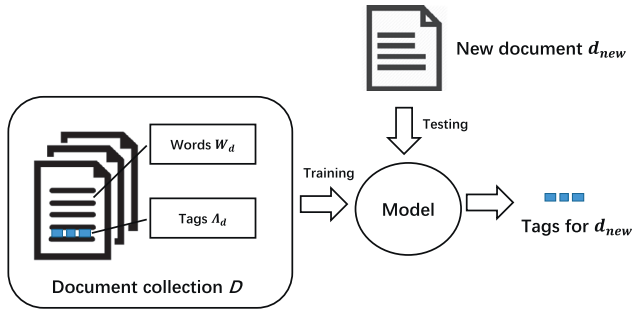 New document d_new
Testing
Words W_d
Training
Tags Λ_d
Model
Tags for d_new
Document collection D